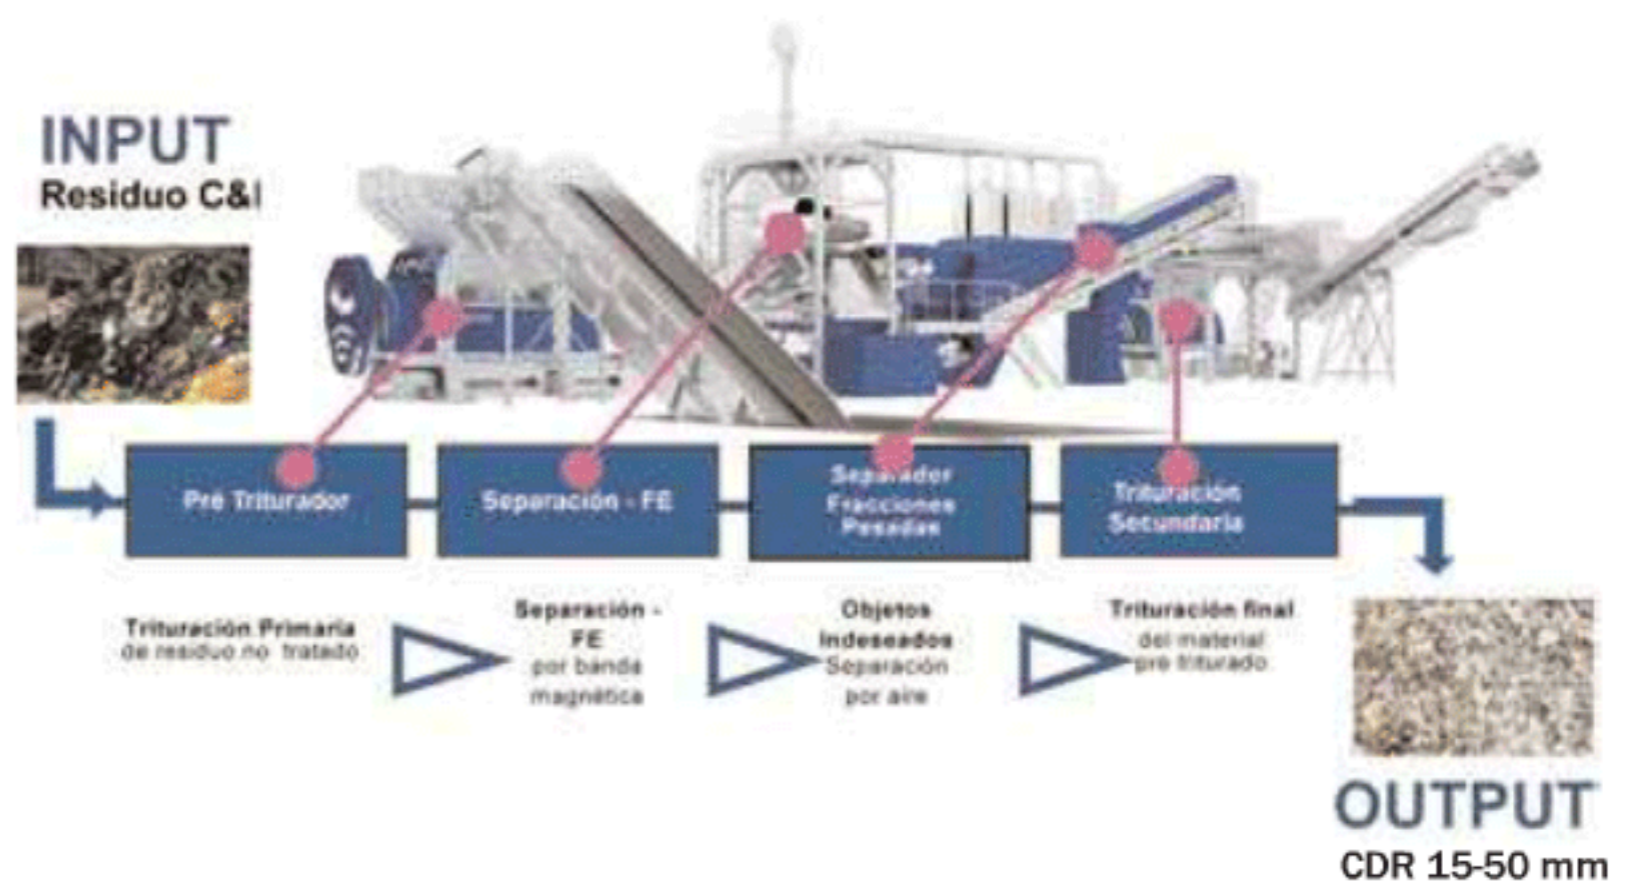 INPUT
Residuo C&I
Pré Triturador
Separación - FE
Separador
Fracciones
Pesadas
Trituración
Secundaria
Trituración Primaria
de residuo no tratado
Separación -
FE
por banda
magnética
Objetos
Indeseados
Separación
por aire
Trituración final
del material
pre triturado
OUTPUT
CDR 15-50 mm